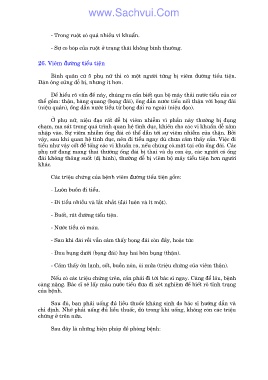 www.Sachvui.Com
- Trong ruột có quá nhiều vi khuẩn.
- Sự co bóp của ruột ở trạng thái không bình thường.
26. Viêm đường tiểu tiện
Bình quân cứ 5 phụ nữ thì có một người từng bị viêm đường tiểu tiện.
Đàn ông cũng dễ bị, nhưng ít hơn.
Để hiểu rõ vấn đề này, chúng ta cần biết qua bộ máy thải nước tiểu của cơ
thể gồm: thận, bàng quang (bọng đái), ống dẫn nước tiểu nối thận với bọng đái
(niệu quản), ống dẫn nước tiểu từ bọng đái ra ngoài (niệu đạo).
Ở phụ nữ, niệu đạo rất dễ bị viêm nhiễm vì phần này thường bị đụng
chạm, ma sát trong quá trình quan hệ tình dục, khiến cho các vi khuẩn dễ xâm
nhập vào. Sự viêm nhiễm ống đái có thể dẫn tới sự viêm nhiễm của thận. Bởi
vậy, sau khi quan hệ tình dục, nên đi tiểu ngay dù chưa cảm thấy cần. Việc đi
tiểu như vậy cốt để tống các vi khuẩn ra, nếu chúng có mặt tại cửa ống đái. Các
phụ nữ đang mang thai thường ống đái bị thai và dạ con ép, các người có ống
đái không thông suốt (dị hình), thường dễ bị viêm bộ máy tiểu tiện hơn người
khác.
Các triệu chứng của bệnh viêm đường tiểu tiện gồm:
- Luôn buồn đi tiểu.
- Đi tiểu nhiều và lắt nhắt (đái luôn và ít một).
- Buốt, rát đường tiểu tiện.
- Nước tiểu có máu.
- Sau khi đái rồi vẫn cảm thấy bọng đái còn đầy, hoặc tức.
- Đau bụng dưới (bọng đái) hay hai bên bụng (thận).
- Cảm thấy ớn lạnh, sốt, buồn nôn, ói mửa (triệu chứng của viêm thận).
Nếu có các triệu chứng trên, cần phải đi tới bác sĩ ngay. Càng để lâu, bệnh
càng nặng. Bác sĩ sẽ lấy mẫu nước tiểu đưa đi xét nghiệm để biết rõ tình trạng
của bệnh.
Sau đó, bạn phải uống đủ liều thuốc kháng sinh do bác sĩ hướng dẫn và
chỉ định. Nhớ phải uống đủ liều thuốc, dù trong khi uống, không còn các triệu
chứng ở trên nữa.
Sau đây là những biện pháp đề phòng bệnh: